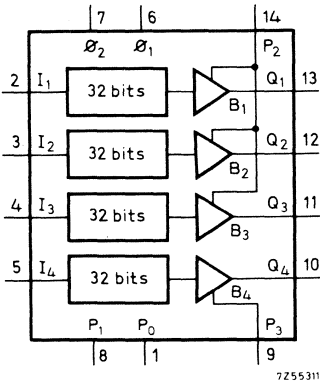 7 6 14
Ø₂ Ø₁ P₂
2 I₁ 32 bits B₁ Q₁ 13
3 I₂ 32 bits B₂ Q₂ 12
4 I₃ 32 bits B₃ Q₃ 11
5 I₄ 32 bits B₄ Q₄ 10
P₁ P₀ P₃
8 1 9
7Z55311